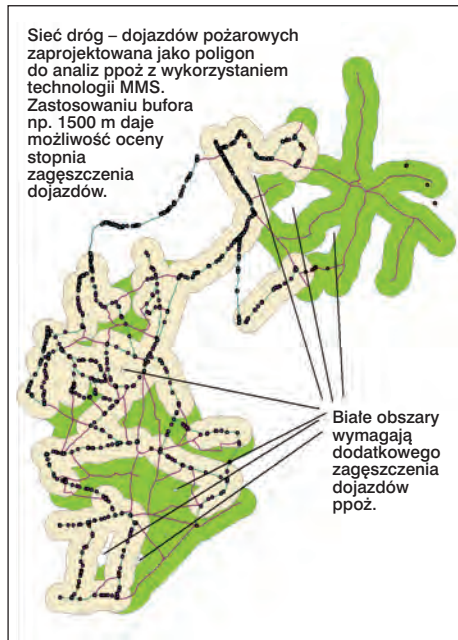 Sieć dróg – dojazdów pożarowych
zaprojektowana jako poligon
do analiz ppoż z wykorzystaniem
technologii MMS.
Zastosowaniu bufora
np. 1500 m daje
możliwość oceny
stopnia
zagęszczenia
dojazdów.
Białe obszary
wymagają
dodatkowego
zagęszczenia
dojazdów
ppoż.